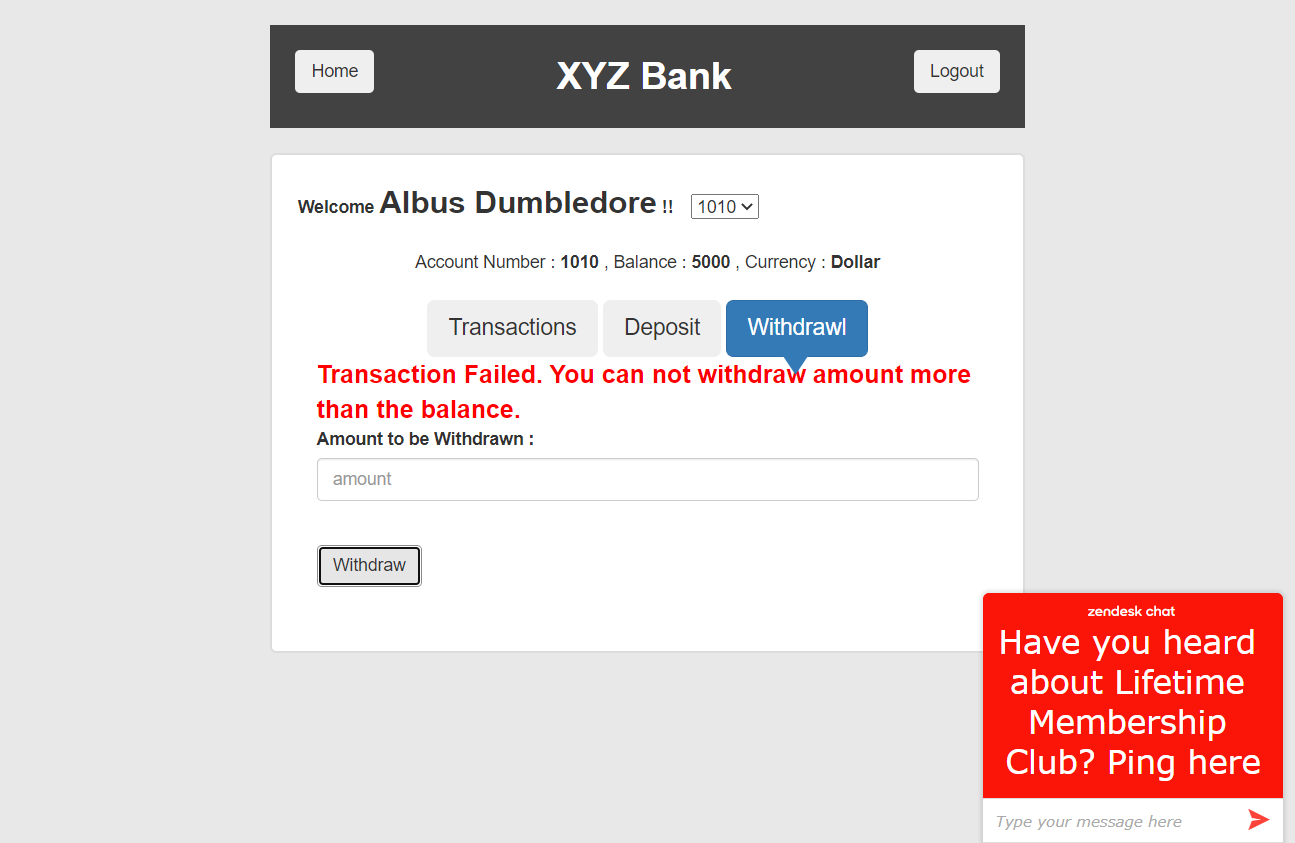 Home
XYZ Bank
Logout
Welcome Albus Dumbledore !! 1010
Account Number : 1010 , Balance : 5000 , Currency : Dollar
Transactions
Deposit
Withdrawl
Transaction Failed. You can not withdraw amount more
than the balance.
Amount to be Withdrawn :
amount
Withdraw
zendesk chat
Have you heard
about Lifetime
Membership
Club? Ping here
Type your message here